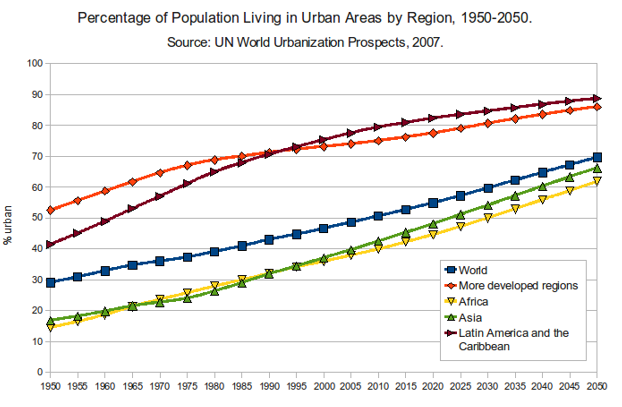 Percentage of Population Living in Urban Areas by Region, 1950-2050.
Source: UN World Urbanization Prospects, 2007.
100
90
80
70
60
50
40
30
20
10
0
% urban
World
More developed regions
Africa
Asia
Latin America and the
Caribbean
1950 1955 1960 1965 1970 1975 1980 1985 1990 1995 2000 2005 2010 2015 2020 2025 2030 2035 2040 2045 2050